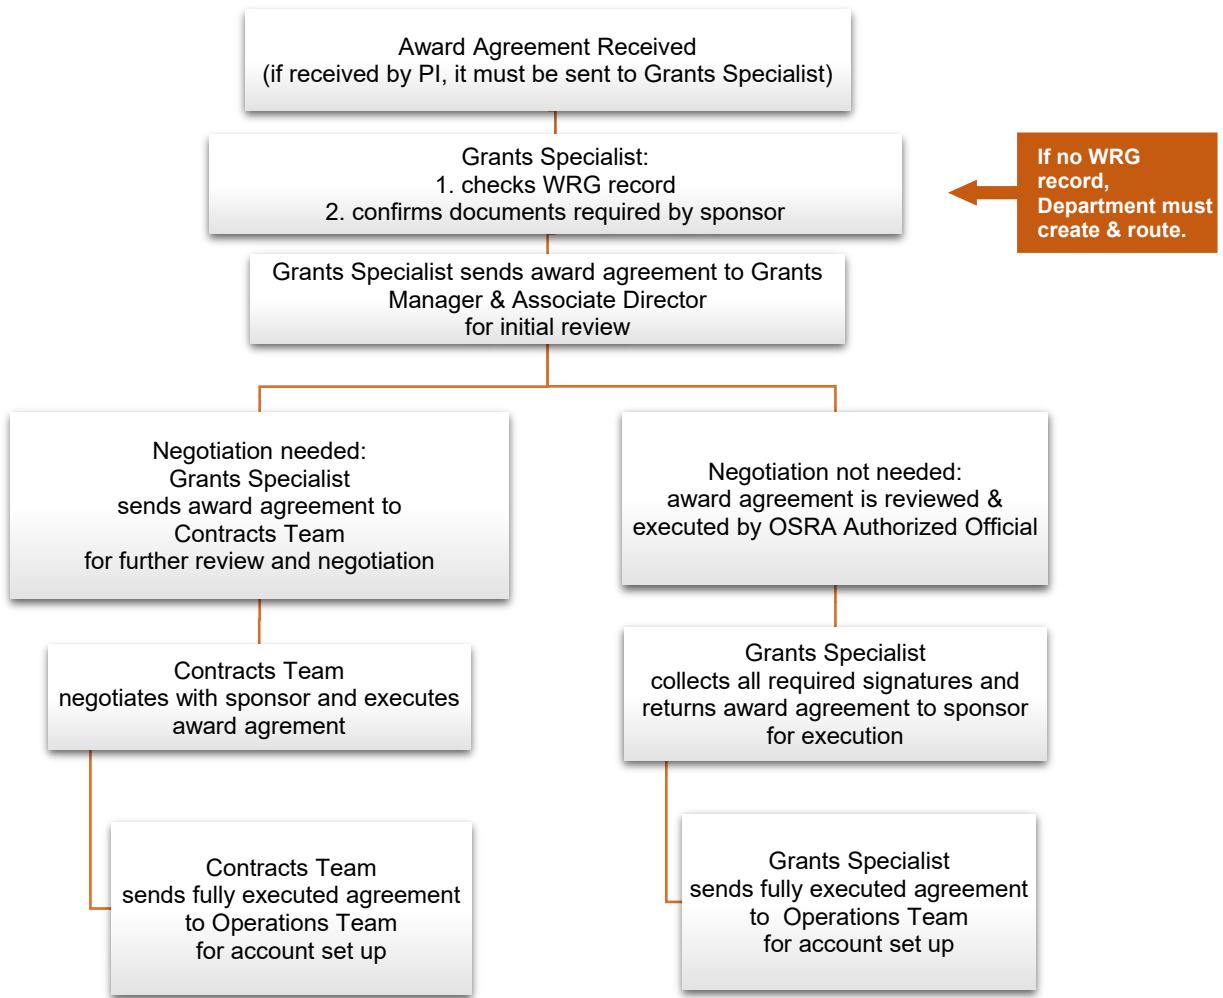 Award Agreement Received
(if received by PI, it must be sent to Grants Specialist)
Grants Specialist:
1. checks WRG record
2. confirms documents required by sponsor
If no WRG
record,
Department must
create & route.
Grants Specialist sends award agreement to Grants
Manager & Associate Director
for initial review
Negotiation needed:
Grants Specialist
sends award agreement to
Contracts Team
for further review and negotiation
Negotiation not needed:
award agreement is reviewed &
executed by OSRA Authorized Official
Contracts Team
negotiates with sponsor and executes
award agrement
Grants Specialist
collects all required signatures and
returns award agreement to sponsor
for execution
Contracts Team
sends fully executed agreement
to Operations Team
for account set up
Grants Specialist
sends fully executed agreement
to  Operations Team
for account set up